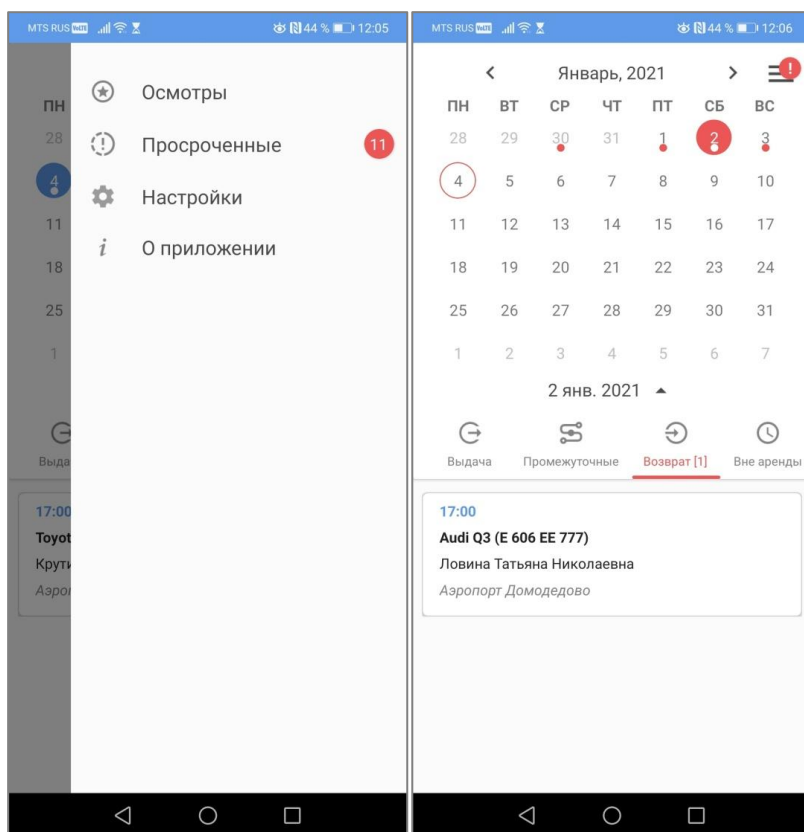 MTS RUS VoLTE 44 % 12:05
Осмотры
Просроченные 11
Настройки
О приложении
ПН
28
4
11
18
25
1
Выда
17:00
Toyot
Крути
Аэроп
MTS RUS VoLTE 44 % 12:06
Январь, 2021 !
ПН ВТ СР ЧТ ПТ СБ ВС
28 29 30 31 1 2 3
4 5 6 7 8 9 10
11 12 13 14 15 16 17
18 19 20 21 22 23 24
25 26 27 28 29 30 31
1 2 3 4 5 6 7
2 янв. 2021
Выдача Промежуточные Возврат [1] Вне аренды
17:00
Audi Q3 (E 606 EE 777)
Ловина Татьяна Николаевна
Аэропорт Домодедово